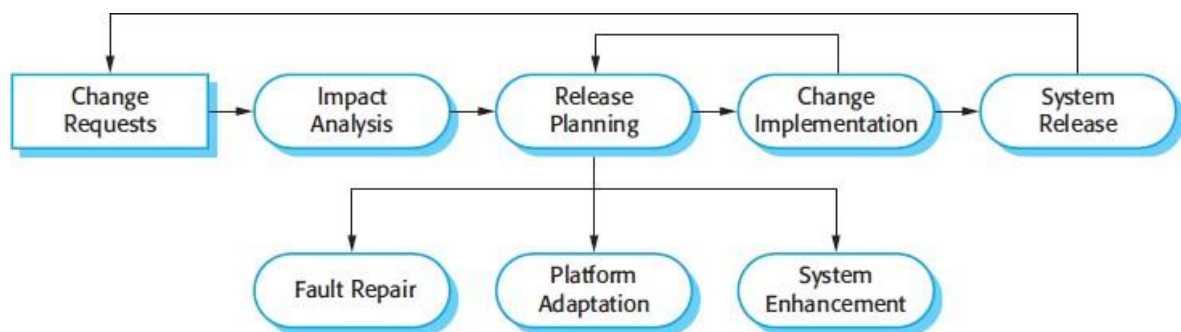 Change
Requests
Impact
Analysis
Release
Planning
Change
Implementation
System
Release
Fault Repair
Platform
Adaptation
System
Enhancement